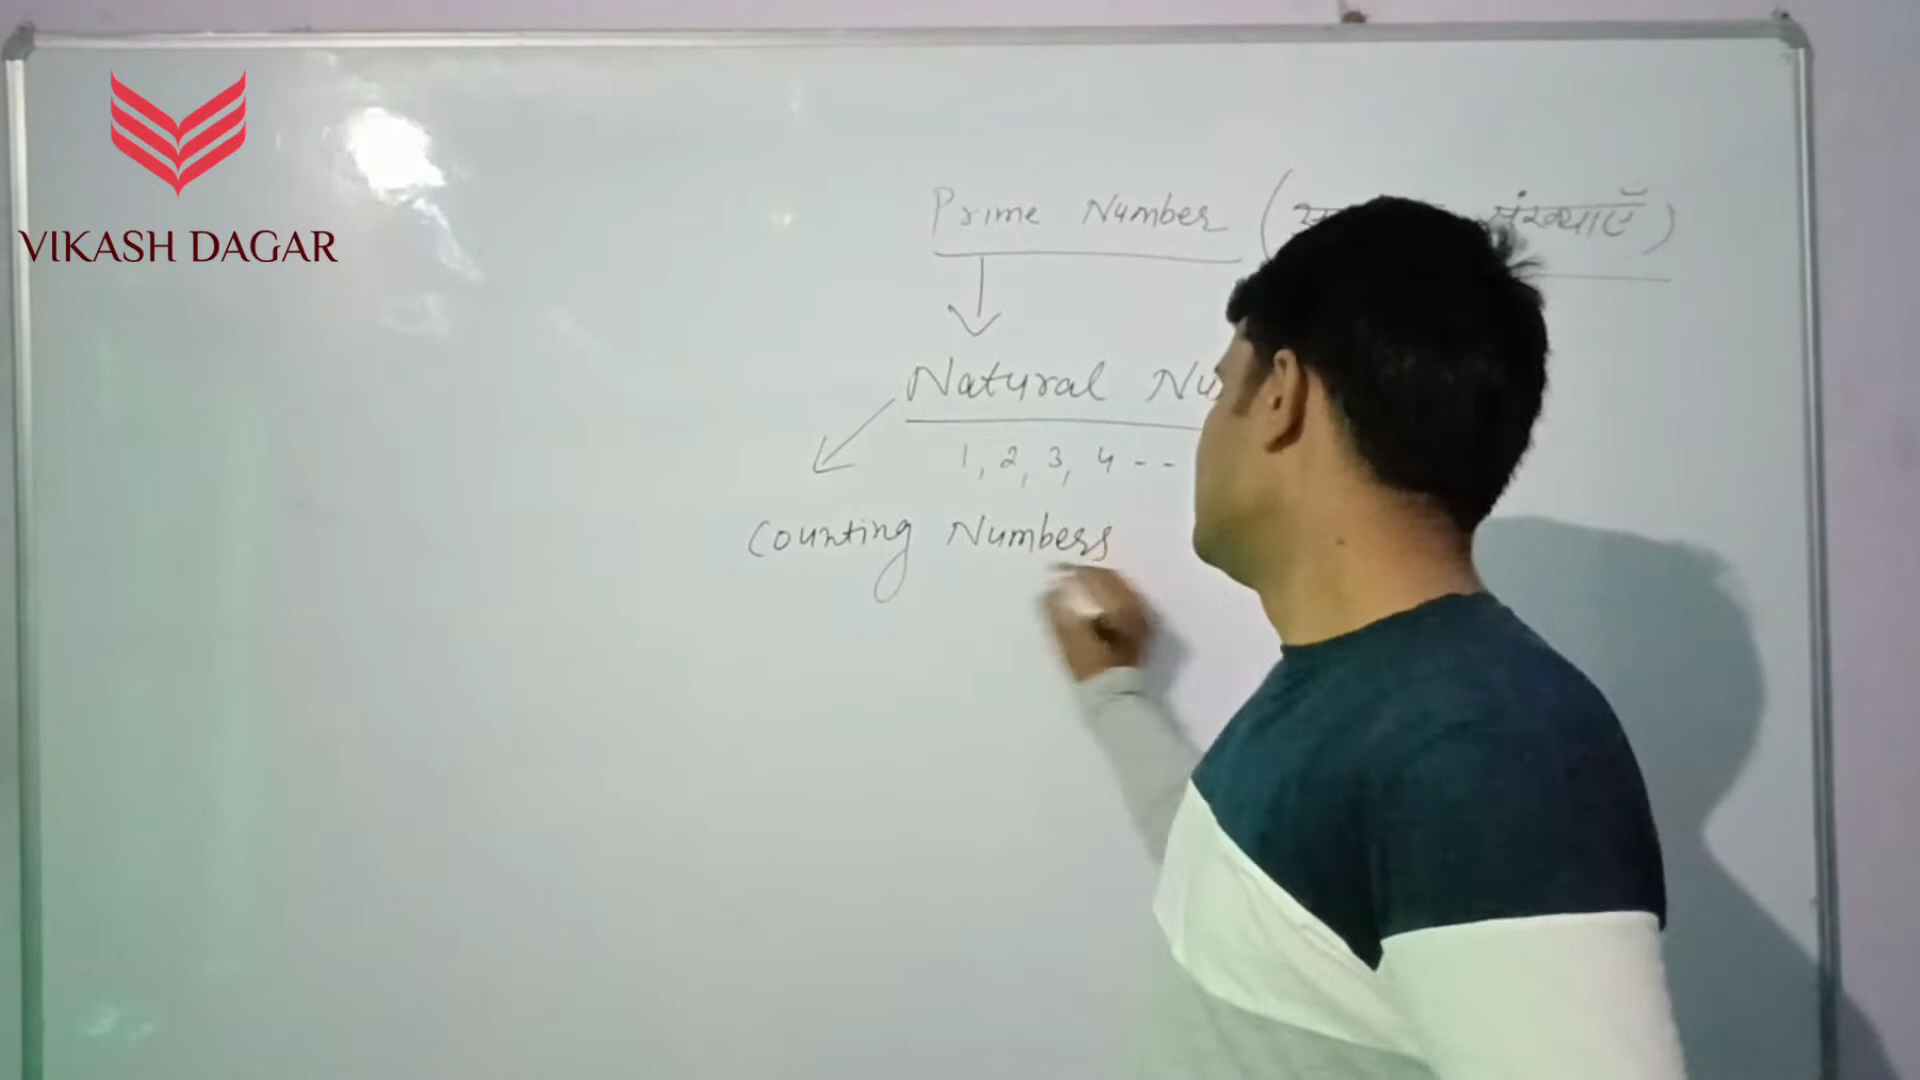 VIKASH DAGAR
Prime Number ( संख्याएँ )
Natural
1, 2, 3, 4 - -
Counting Numbers